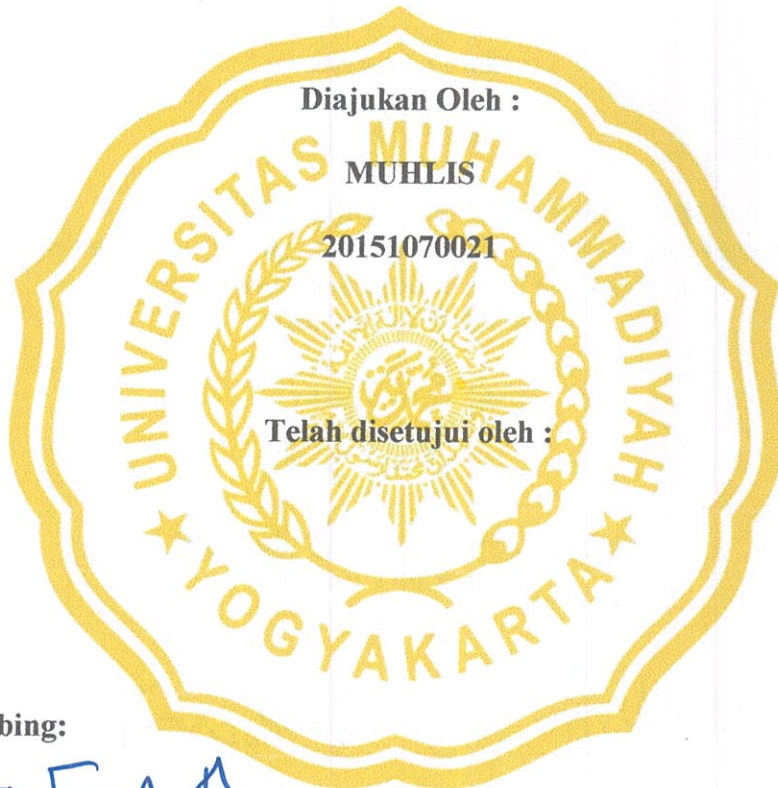 Diajukan Oleh :
MUHLIS
20151070021
Telah disetujui oleh :
UNIVERSITAS MUHAMMADIYAH
YOGYAKARTA
bing: